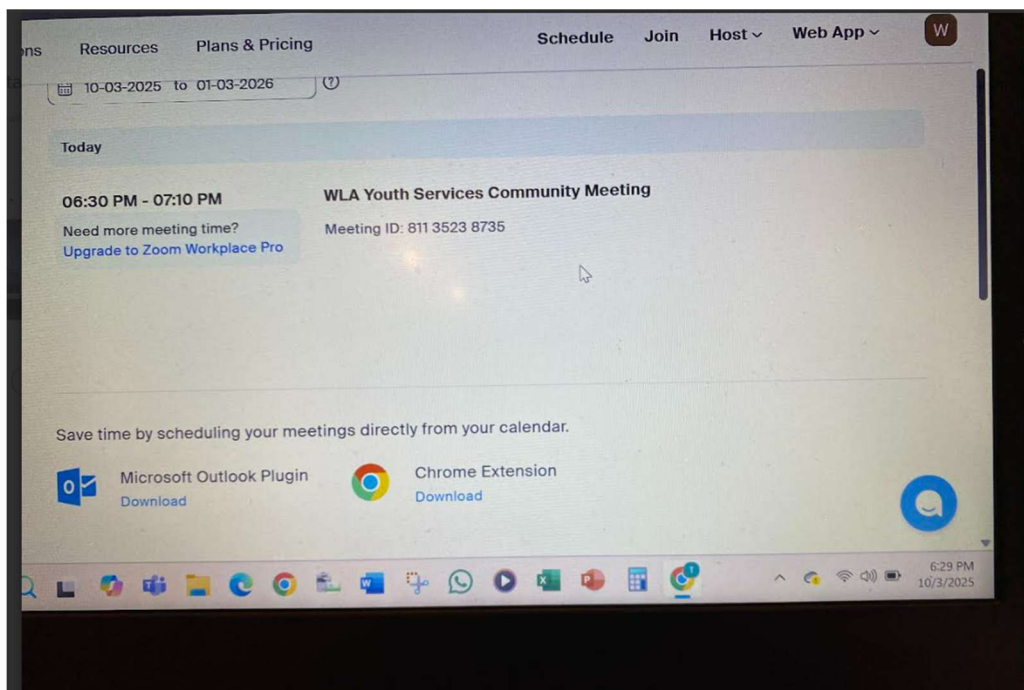 ons Resources Plans & Pricing Schedule Join Host Web App W
10-03-2025 to 01-03-2026 ?
Today
06:30 PM - 07:10 PM WLA Youth Services Community Meeting
Need more meeting time? Meeting ID: 811 3523 8735
Upgrade to Zoom Workplace Pro
Save time by scheduling your meetings directly from your calendar.
Microsoft Outlook Plugin Chrome Extension
Download Download
6:29 PM
10/3/2025